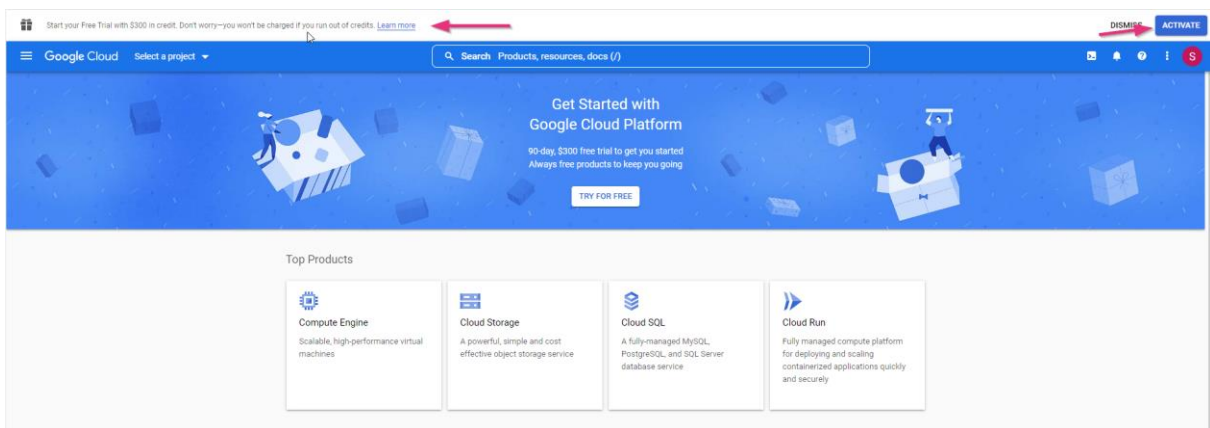 Start your Free Trial with $300 in credit. Don't worry—you won't be charged if you run out of credits. Learn more
DISMISS
ACTIVATE
Google Cloud
Select a project
Search Products, resources, docs (/)
S
Get Started with
Google Cloud Platform
90-day, $300 free trial to get you started
Always free products to keep you going
TRY FOR FREE
Top Products
Compute Engine
Scalable, high-performance virtual
machines
Cloud Storage
A powerful, simple and cost
effective object storage service
Cloud SQL
A fully-managed MySQL,
PostgreSQL, and SQL Server
database service
Cloud Run
Fully managed compute platform
for deploying and scaling
containerized applications quickly
and securely